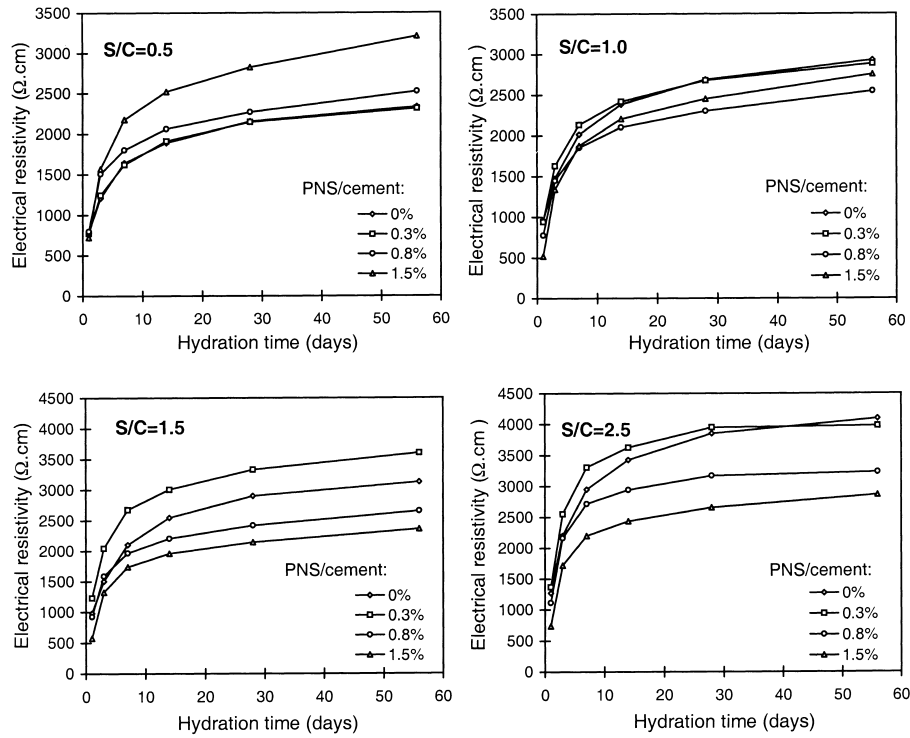 S/C=0.5
Electrical resistivity (Ω.cm)
3500
3000
2500
2000
1500
1000
500
0
PNS/cement:
0%
0.3%
0.8%
1.5%
0 10 20 30 40 50 60
Hydration time (days)
S/C=1.0
Electrical resistivity (Ω.cm )
3500
3000
2500
2000
1500
1000
500
0
PNS/cement:
0%
0.3%
0.8%
1.5%
0 10 20 30 40 50 60
Hydration time (days)
S/C=1.5
Electrical resistivity (Ω.cm)
4500
4000
3500
3000
2500
2000
1500
1000
500
0
PNS/cement:
0%
0.3%
0.8%
1.5%
0 10 20 30 40 50 60
Hydration time (days)
S/C=2.5
Electrical resistivity (Ω.cm )
4500
4000
3500
3000
2500
2000
1500
1000
500
0
PNS/cement:
0%
0.3%
0.8%
1.5%
0 10 20 30 40 50 60
Hydration time (days)